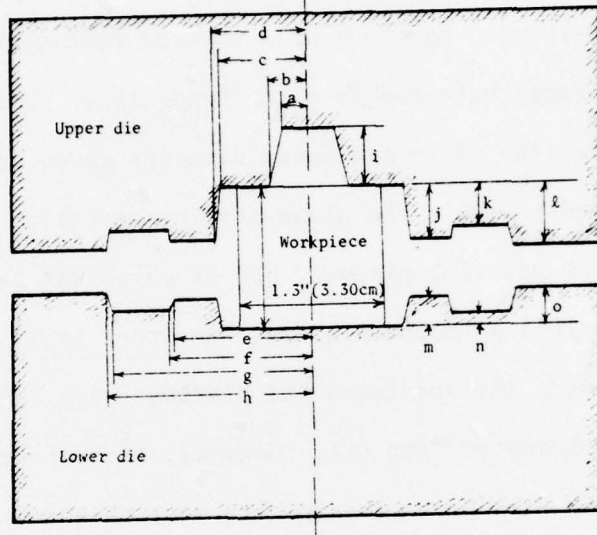 d
c
b
a
Upper die
i
j
k
ℓ
Workpiece
1.3"(3.30cm)
e
f
g
h
m
n
o
Lower die